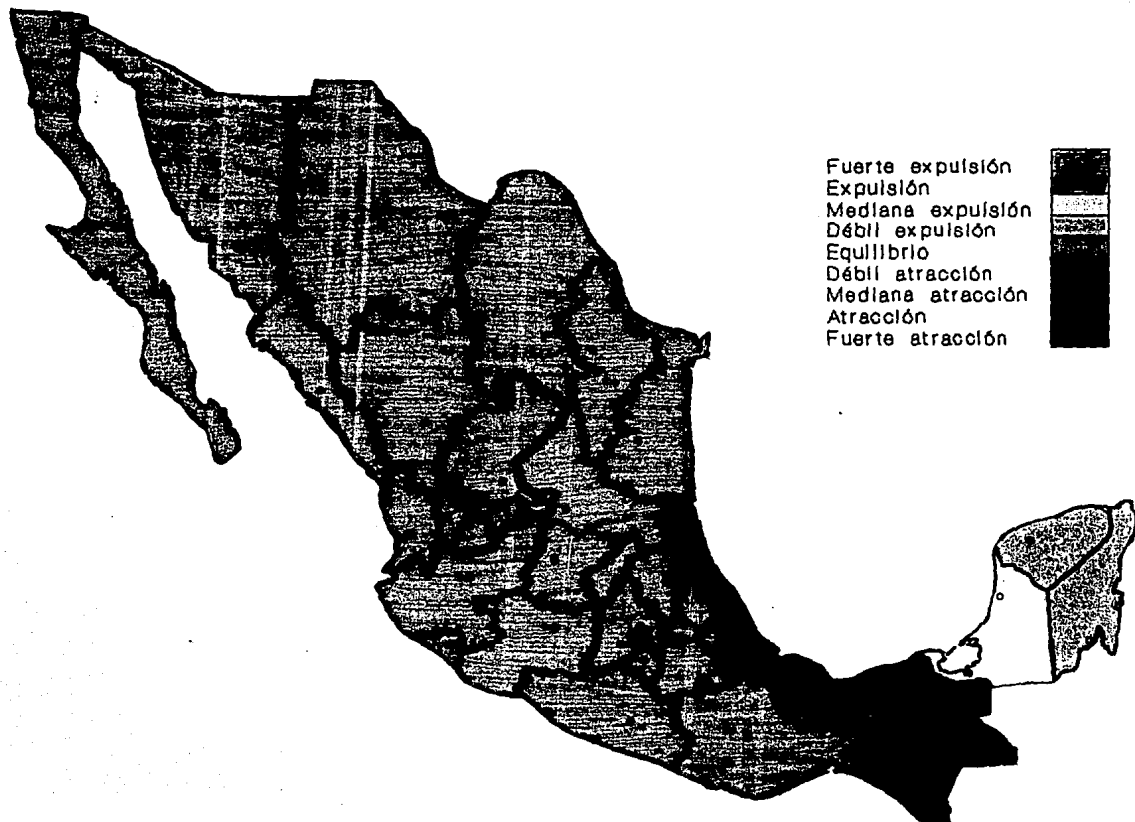 Fuerte expulsión
Expulsión
Mediana expulsión
Débil expulsión
Equilibrio
Débil atracción
Mediana atracción
Atracción
Fuerte atracción